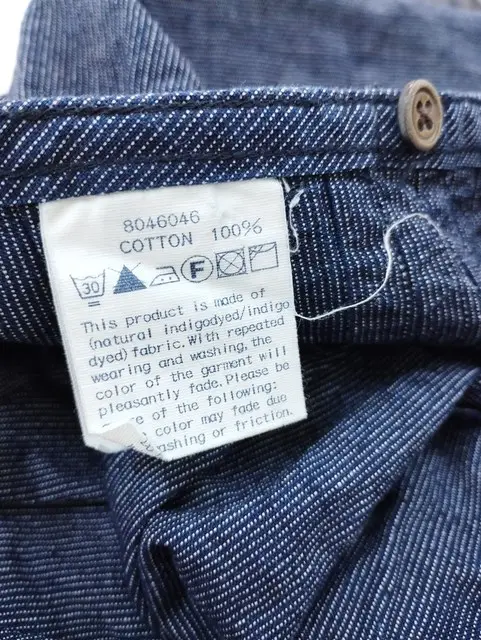 8046046
COTTON 100%
30 F
This product is made of
(natural indigodyed/indigo
dyed) fabric. With repeated
wearing and washing, the
color of the garment will
pleasantly fade. Please be
of the following:
color may fade due
ashing or friction.